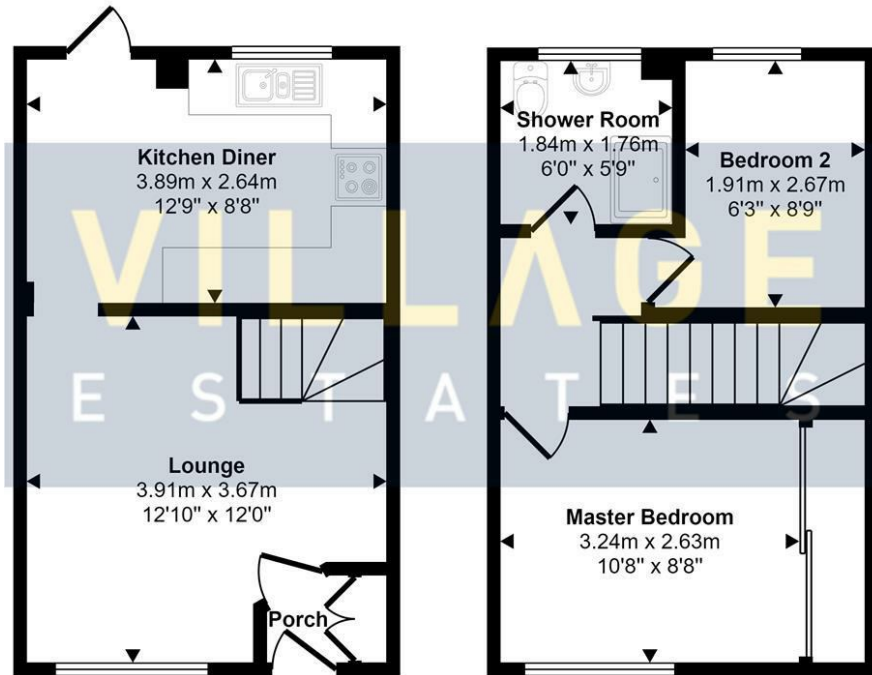 Kitchen Diner
3.89m x 2.64m
12'9" x 8'8"
Lounge
3.91m x 3.67m
12'10" x 12'0"
Porch
Shower Room
1.84m x 1.76m
6'0" x 5'9"
Bedroom 2
1.91m x 2.67m
6'3" x 8'9"
Master Bedroom
3.24m x 2.63m
10'8" x 8'8"
VILLAGE
ESTATES